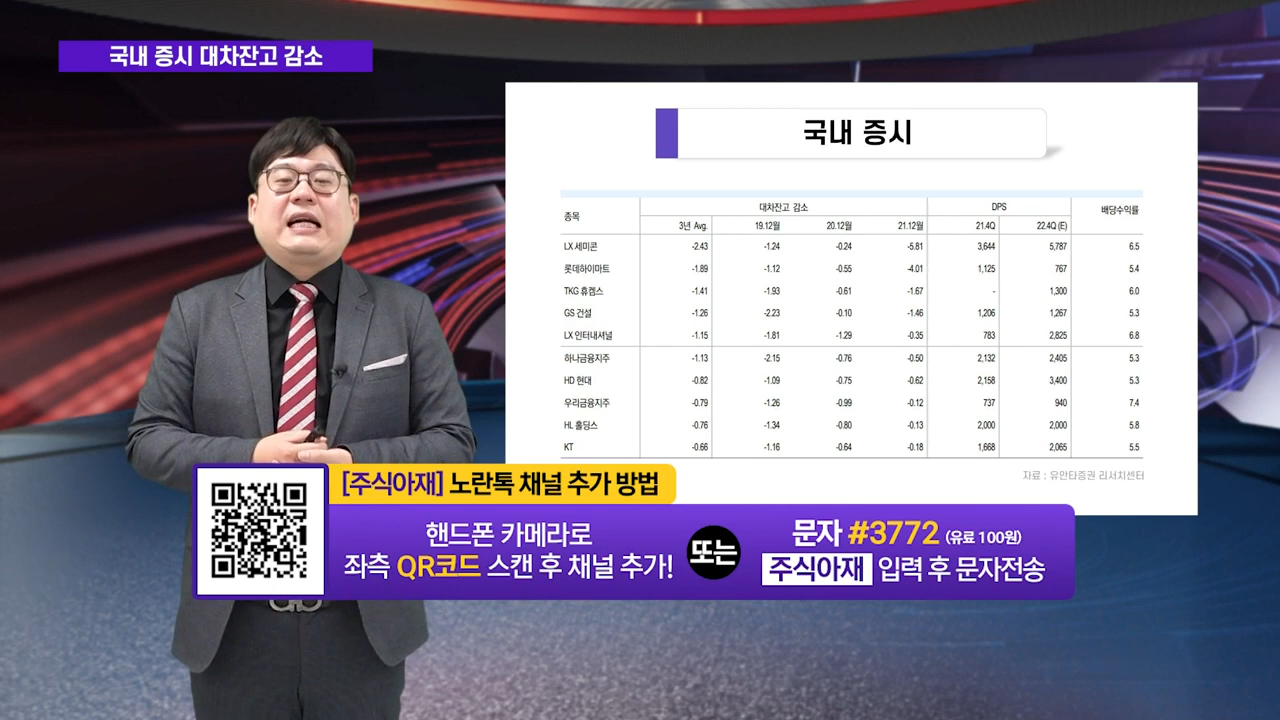 국내 증시 대차잔고 감소
국내 증시
종목 대차잔고 감소 DPS 배당수익률
3년 Avg. 19.12월 20.12월 21.12월 21.4Q 22.4Q (E)
LX 세미콘 -2.43 -1.24 -0.24 -5.81 3,644 5,787 6.5
롯데하이마트 -1.89 -1.12 -0.55 -4.01 1,125 767 5.4
TKG 휴켐스 -1.41 -1.93 -0.61 -1.67 - 1,300 6.0
GS 건설 -1.26 -2.23 -0.10 -1.46 1,206 1,267 5.3
LX 인터내셔널 -1.15 -1.81 -1.29 -0.35 783 2,825 6.8
하나금융지주 -1.13 -2.15 -0.76 -0.50 2,132 2,405 5.3
HD 현대 -0.82 -1.09 -0.75 -0.62 2,158 3,400 5.3
우리금융지주 -0.79 -1.26 -0.99 -0.12 737 940 7.4
HL 홀딩스 -0.76 -1.34 -0.80 -0.13 2,000 2,000 5.8
KT -0.66 -1.16 -0.64 -0.18 1,668 2,065 5.5
자료 : 유안타증권 리서치센터
[주식아재] 노란톡 채널 추가 방법
핸드폰 카메라로
좌측 QR코드 스캔 후 채널 추가!
또는
문자 #3772 (유료 100원)
주식아재 입력 후 문자전송